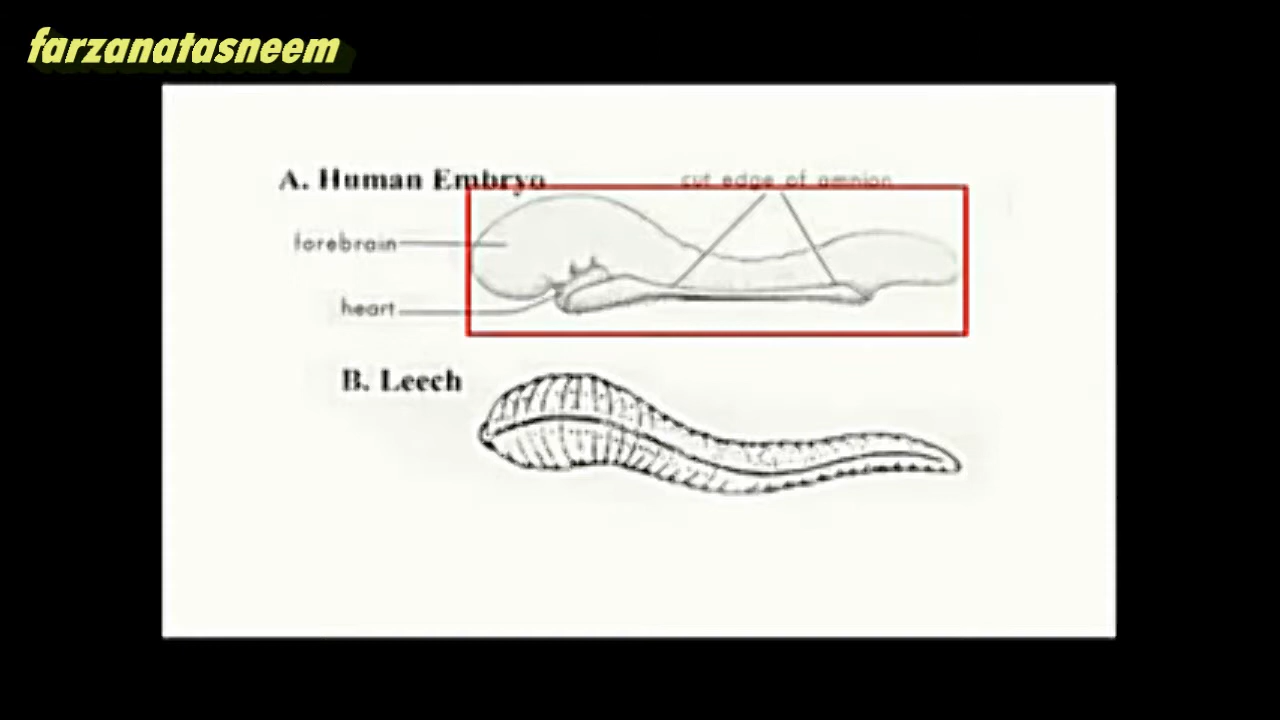 farzanatasneem
A. Human Embryo
cut edge of amnion
forebrain
heart
B. Leech